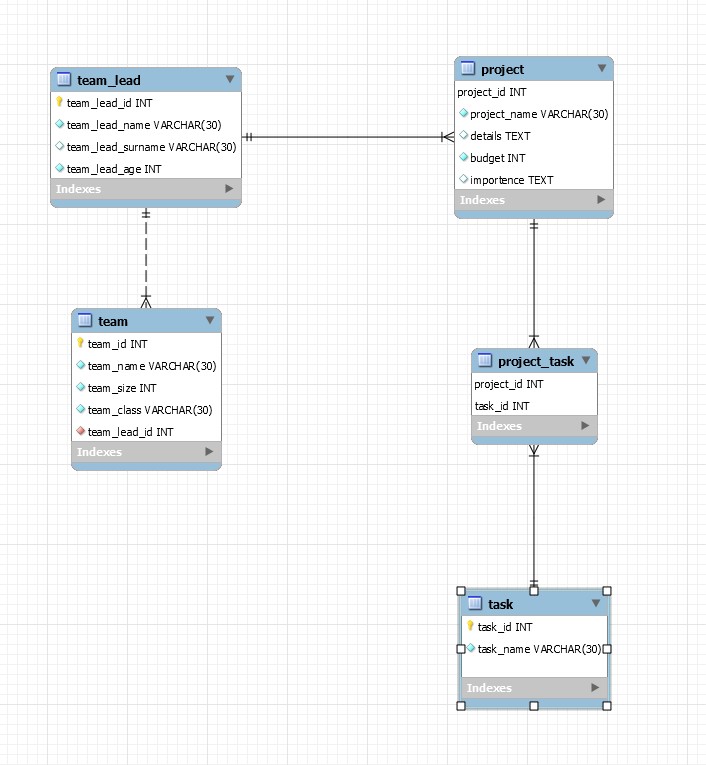 team_lead
team_lead_id INT
team_lead_name VARCHAR(30)
team_lead_surname VARCHAR(30)
team_lead_age INT
Indexes
project
project_id INT
project_name VARCHAR(30)
details TEXT
budget INT
importence TEXT
Indexes
team
team_id INT
team_name VARCHAR(30)
team_size INT
team_class VARCHAR(30)
team_lead_id INT
Indexes
project_task
project_id INT
task_id INT
Indexes
task
task_id INT
task_name VARCHAR(30)
Indexes